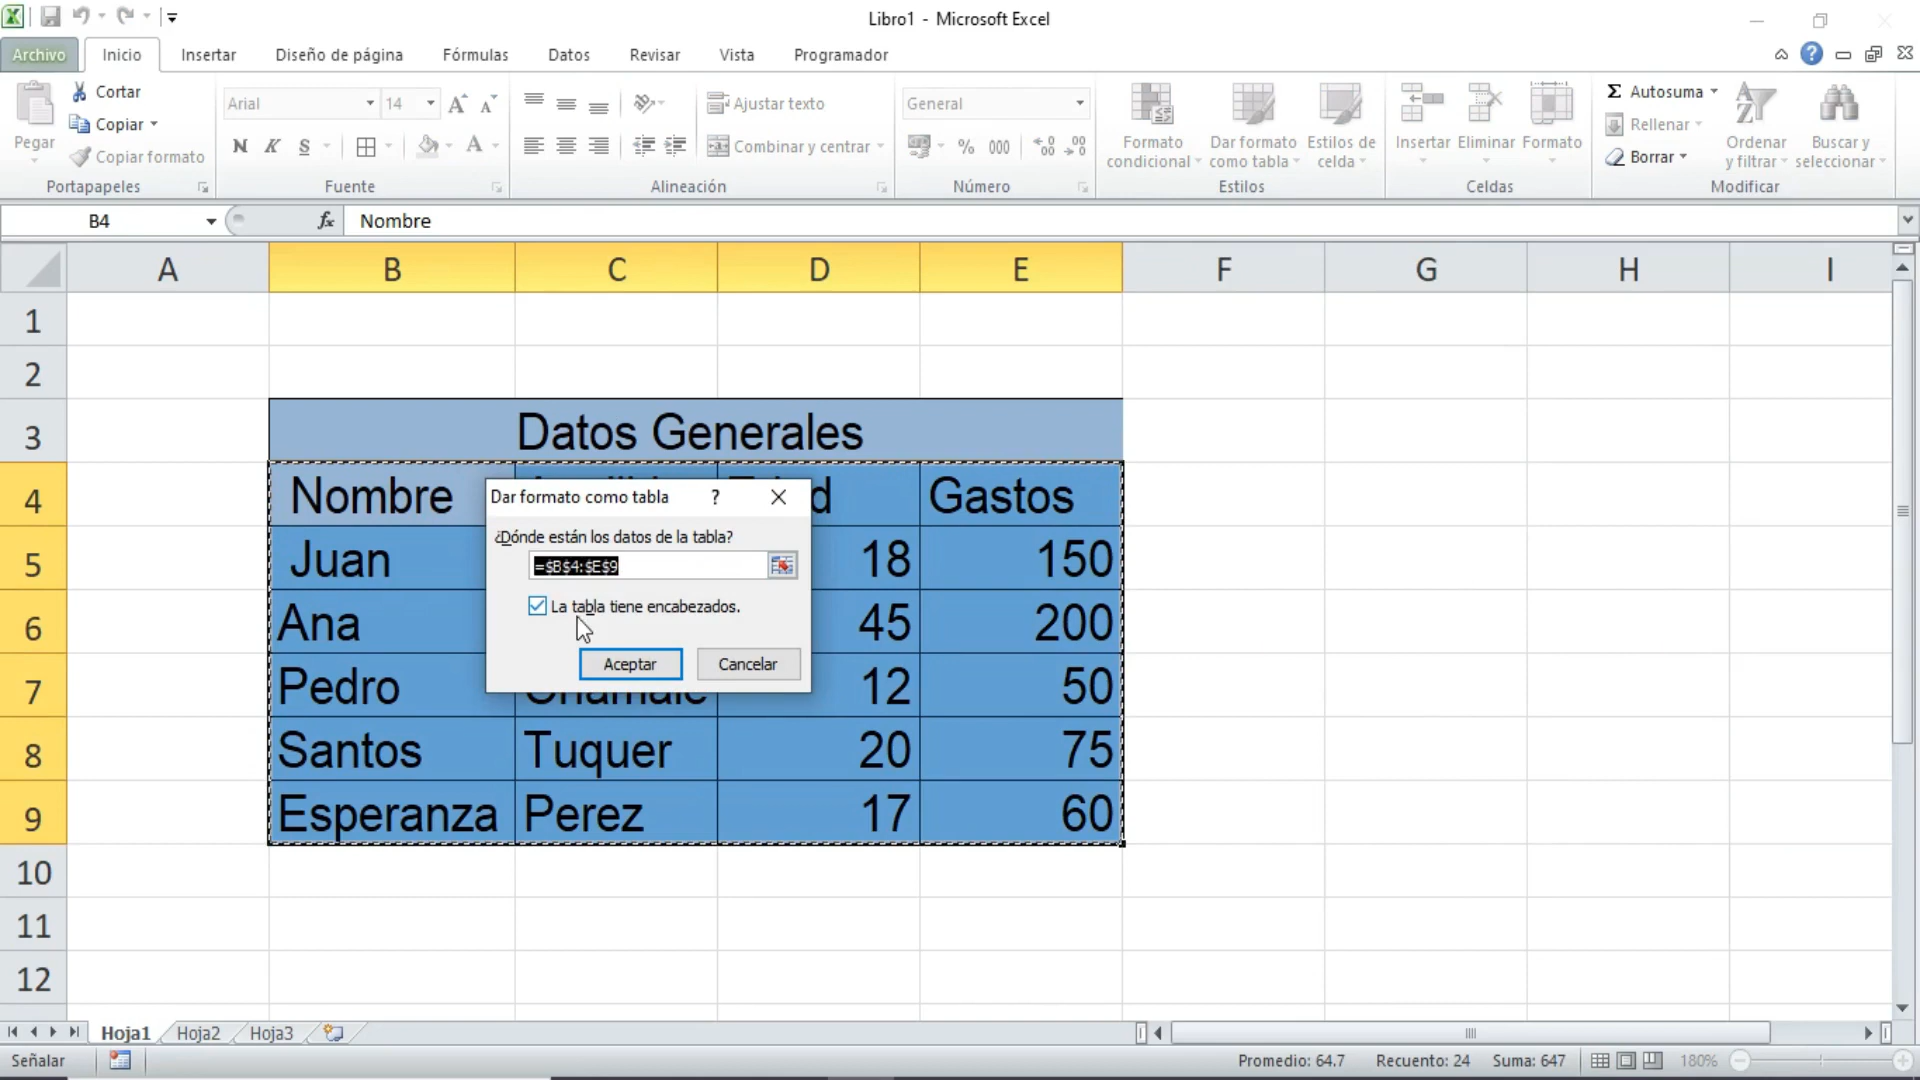 Libro1 - Microsoft Excel
Archivo Inicio Insertar Diseño de página Fórmulas Datos Revisar Vista Programador
Pegar
Cortar
Copiar
Copiar formato
Portapapeles
Arial 14
N K S A
Fuente
Ajustar texto
Combinar y centrar
Alineación
General
% 000
Número
Formato condicional
Dar formato como tabla
Estilos de celda
Estilos
Insertar Eliminar Formato
Celdas
Σ Autosuma
Rellenar
Borrar
Ordenar y filtrar
Buscar y seleccionar
Modificar
B4 fx Nombre
A B C D E F G H I
1
2
3 Datos Generales
4 Nombre d Gastos
5 Juan 18 150
6 Ana 45 200
7 Pedro 12 50
8 Santos Tuquer 20 75
9 Esperanza Perez 17 60
10
11
12
Dar formato como tabla ?
¿Dónde están los datos de la tabla?
=$B$4:$E$9
La tabla tiene encabezados.
Aceptar Cancelar
Hoja1 Hoja2 Hoja3
Señalar Promedio: 64.7 Recuento: 24 Suma: 647 180%